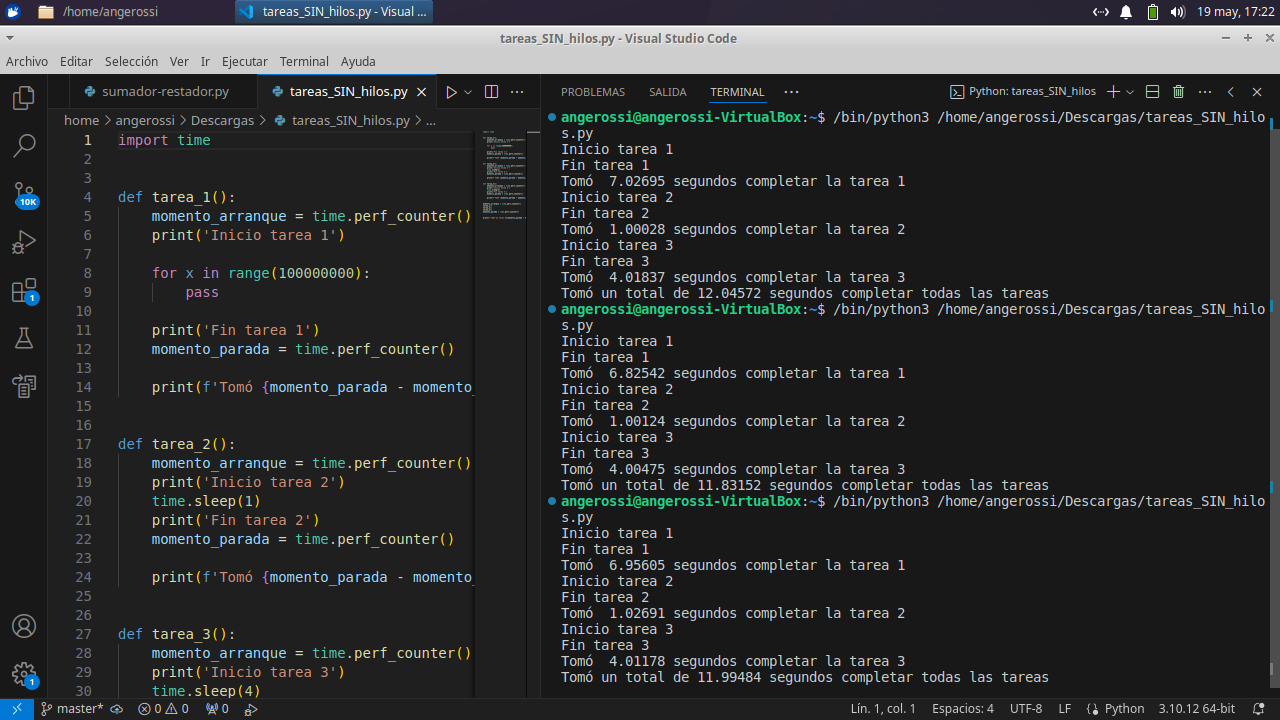 /home/angerossi
tareas_SIN_hilos.py - Visual ...
19 may, 17:22
tareas_SIN_hilos.py - Visual Studio Code
Archivo Editar Selección Ver Ir Ejecutar Terminal Ayuda
sumador-restador.py
tareas_SIN_hilos.py
home > angerossi > Descargas > tareas_SIN_hilos.py > ...
10K
1
1
1 import time
2
3
4 def tarea_1():
5 momento_arranque = time.perf_counter()
6 print('Inicio tarea 1')
7
8 for x in range(100000000):
9 pass
10
11 print('Fin tarea 1')
12 momento_parada = time.perf_counter()
13
14 print(f'Tomó {momento_parada - momento_
15
16
17 def tarea_2():
18 momento_arranque = time.perf_counter()
19 print('Inicio tarea 2')
20 time.sleep(1)
21 print('Fin tarea 2')
22 momento_parada = time.perf_counter()
23
24 print(f'Tomó {momento_parada - momento_
25
26
27 def tarea_3():
28 momento_arranque = time.perf_counter()
29 print('Inicio tarea 3')
30 time.sleep(4)
PROBLEMAS SALIDA TERMINAL ... Python: tareas_SIN_hilos
angerossi@angerossi-VirtualBox:~$ /bin/python3 /home/angerossi/Descargas/tareas_SIN_hilo
s.py
Inicio tarea 1
Fin tarea 1
Tomó  7.02695 segundos completar la tarea 1
Inicio tarea 2
Fin tarea 2
Tomó  1.00028 segundos completar la tarea 2
Inicio tarea 3
Fin tarea 3
Tomó  4.01837 segundos completar la tarea 3
Tomó un total de 12.04572 segundos completar todas las tareas
angerossi@angerossi-VirtualBox:~$ /bin/python3 /home/angerossi/Descargas/tareas_SIN_hilo
s.py
Inicio tarea 1
Fin tarea 1
Tomó  6.82542 segundos completar la tarea 1
Inicio tarea 2
Fin tarea 2
Tomó  1.00124 segundos completar la tarea 2
Inicio tarea 3
Fin tarea 3
Tomó  4.00475 segundos completar la tarea 3
Tomó un total de 11.83152 segundos completar todas las tareas
angerossi@angerossi-VirtualBox:~$ /bin/python3 /home/angerossi/Descargas/tareas_SIN_hilo
s.py
Inicio tarea 1
Fin tarea 1
Tomó  6.95605 segundos completar la tarea 1
Inicio tarea 2
Fin tarea 2
Tomó  1.02691 segundos completar la tarea 2
Inicio tarea 3
Fin tarea 3
Tomó  4.01178 segundos completar la tarea 3
Tomó un total de 11.99484 segundos completar todas las tareas
master* 0 0 0 Lín. 1, col. 1 Espacios: 4 UTF-8 LF Python 3.10.12 64-bit